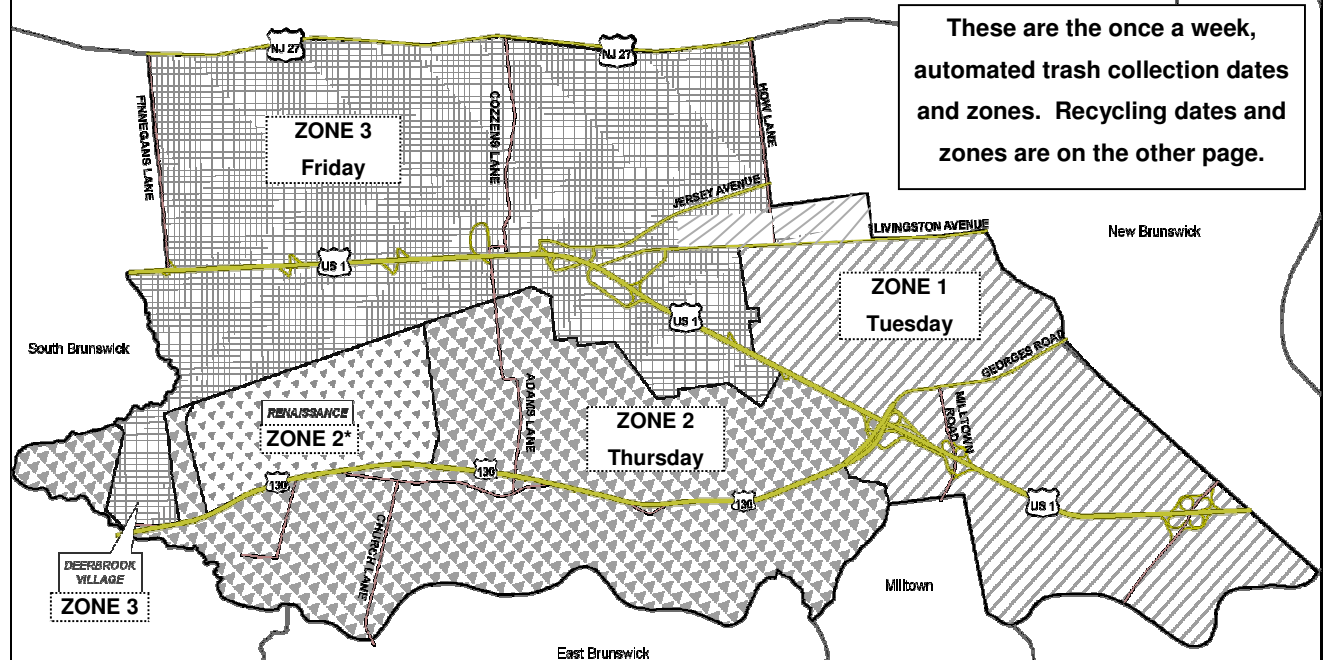 These are the once a week,
automated trash collection dates
and zones. Recycling dates and
zones are on the other page.
NJ 27
NJ 27
FINNEGANS LANE
ZONE 3
Friday
COZZENS LANE
HOW LANE
JERSEY AVENUE
LIVINGSTON AVENUE
New Brunswick
US 1
ZONE 1
Tuesday
US 1
South Brunswick
GEORGES ROAD
RENAISSANCE
ZONE 2*
ADAMS LANE
ZONE 2
Thursday
MILLTOWN
ROAD
130
130
130
US 1
CHURCH LANE
DEERBROOK
VILLAGE
ZONE 3
Milltown
East Brunswick